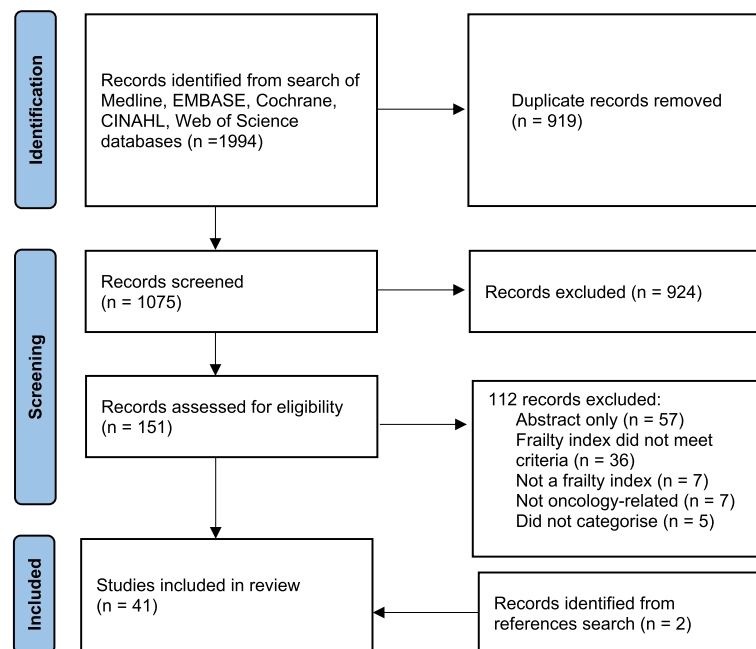 Identification
Records identified from search of
Medline, EMBASE, Cochrane,
CINAHL, Web of Science
databases (n =1994)
Duplicate records removed
(n = 919)
Screening
Records screened
(n = 1075)
Records excluded (n = 924)
Records assessed for eligibility
(n = 151)
112 records excluded:
Abstract only (n = 57)
Frailty index did not meet
criteria (n = 36)
Not a frailty index (n = 7)
Not oncology-related (n = 7)
Did not categorise (n = 5)
Included
Studies included in review
(n = 41)
Records identified from
references search (n = 2)